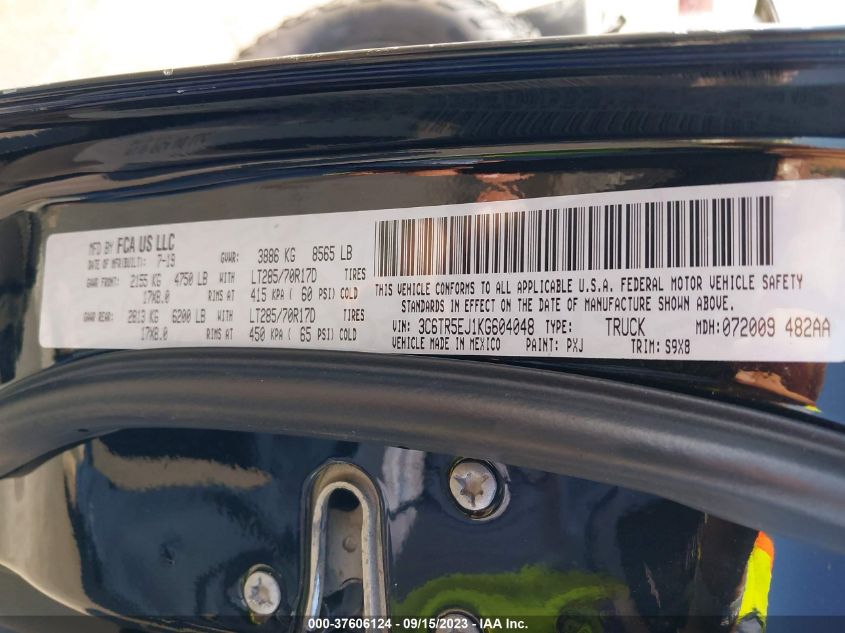 MFD BY FCA US LLC
DATE OF MFR(BUILT): 7-19 GVWR: 3886 KG 8565 LB
GAWR FRONT: 2155 KG 4750 LB WITH LT285/70R17D TIRES
17X8.0 RIMS AT 415 KPA ( 60 PSI) COLD
GAWR REAR: 2813 KG 6200 LB WITH LT285/70R17D TIRES
17X8.0 RIMS AT 450 KPA ( 65 PSI) COLD
THIS VEHICLE CONFORMS TO ALL APPLICABLE U.S.A. FEDERAL MOTOR VEHICLE SAFETY
STANDARDS IN EFFECT ON THE DATE OF MANUFACTURE SHOWN ABOVE.
VIN: 3C6TR5EJ1KG604048 TYPE: TRUCK MDH:072009 482AA
VEHICLE MADE IN MEXICO PAINT: PXJ TRIM: S9X8
000-37606124 - 09/15/2023 - IAA Inc.